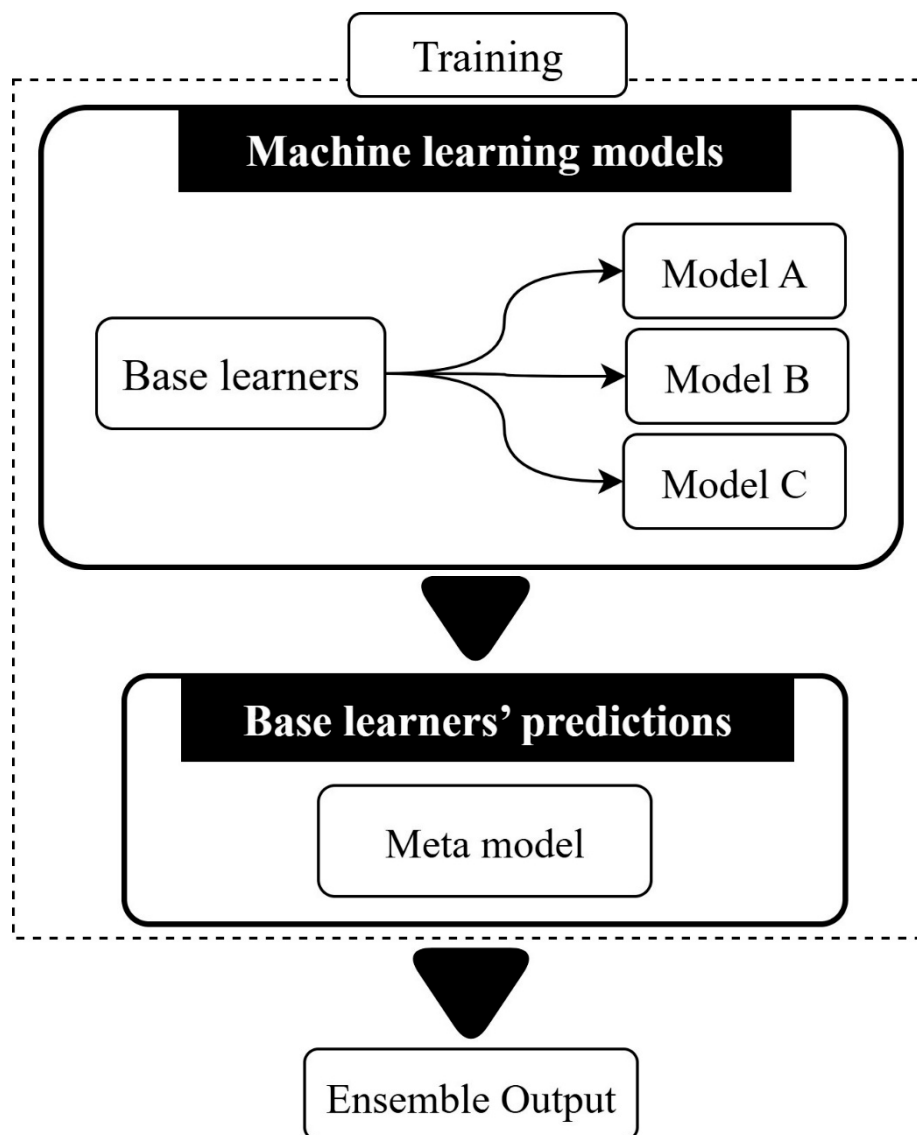 Training
Machine learning models
Model A
Base learners
Model B
Model C
Base learners’ predictions
Meta model
Ensemble Output